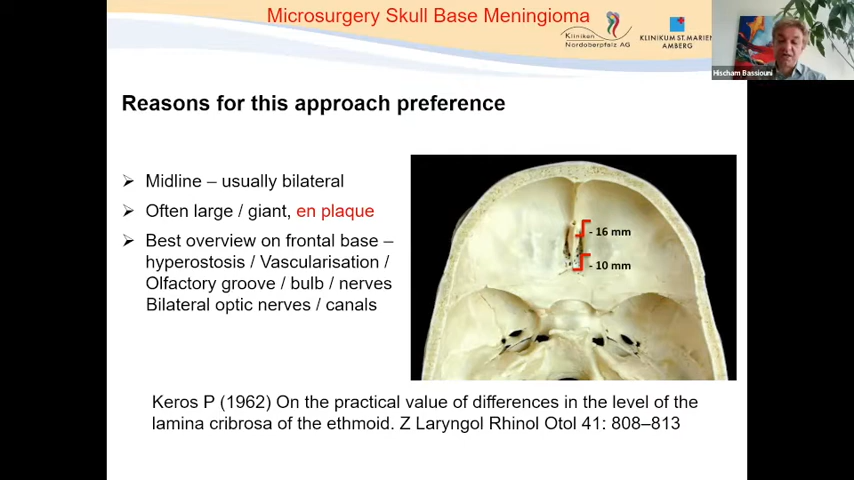 Microsurgery Skull Base Meningioma
Kliniken
Nordoberpfalz AG
KLINIKUM ST. MARIEN
AMBERG
Hischam Bassiouni
Reasons for this approach preference
➢ Midline – usually bilateral
➢ Often large / giant, en plaque
➢ Best overview on frontal base –
hyperostosis / Vascularisation /
Olfactory groove / bulb / nerves
Bilateral optic nerves / canals
- 16 mm
- 10 mm
Keros P (1962) On the practical value of differences in the level of the
lamina cribrosa of the ethmoid. Z Laryngol Rhinol Otol 41: 808–813